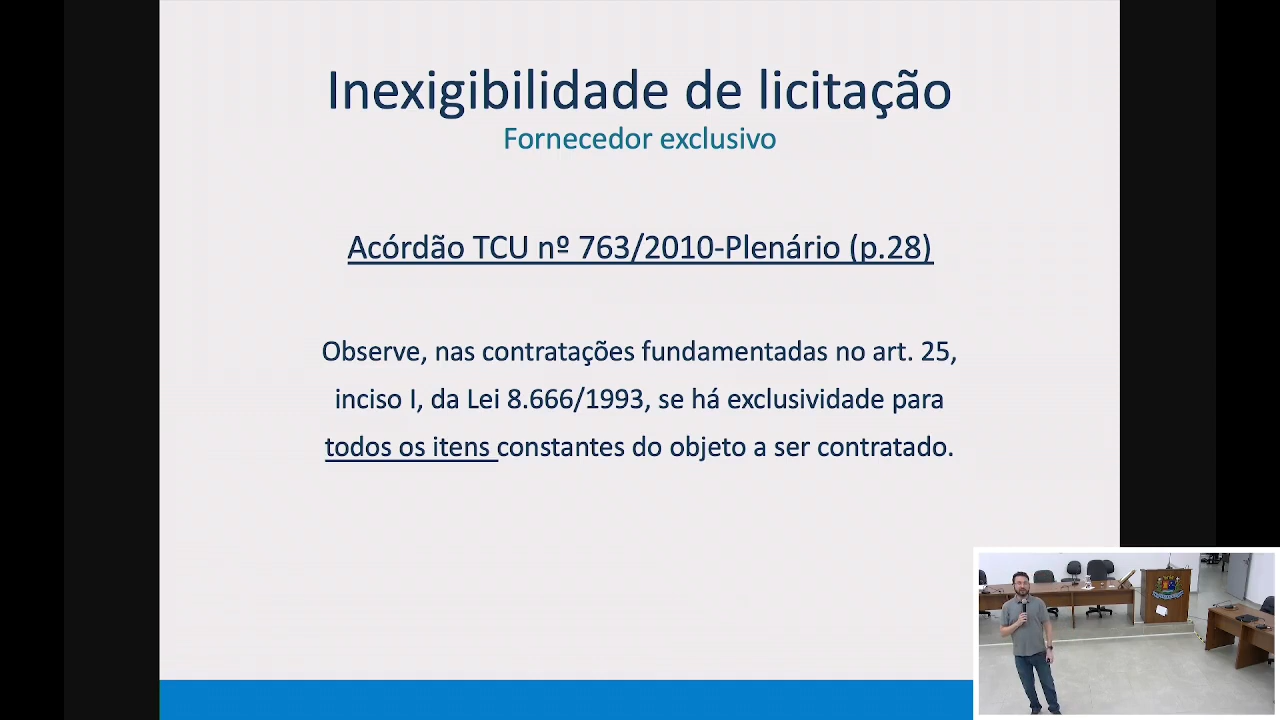 Inexigibilidade de licitação
Fornecedor exclusivo
Acórdão TCU nº 763/2010-Plenário (p.28)
Observe, nas contratações fundamentadas no art. 25,
inciso I, da Lei 8.666/1993, se há exclusividade para
todos os itens constantes do objeto a ser contratado.